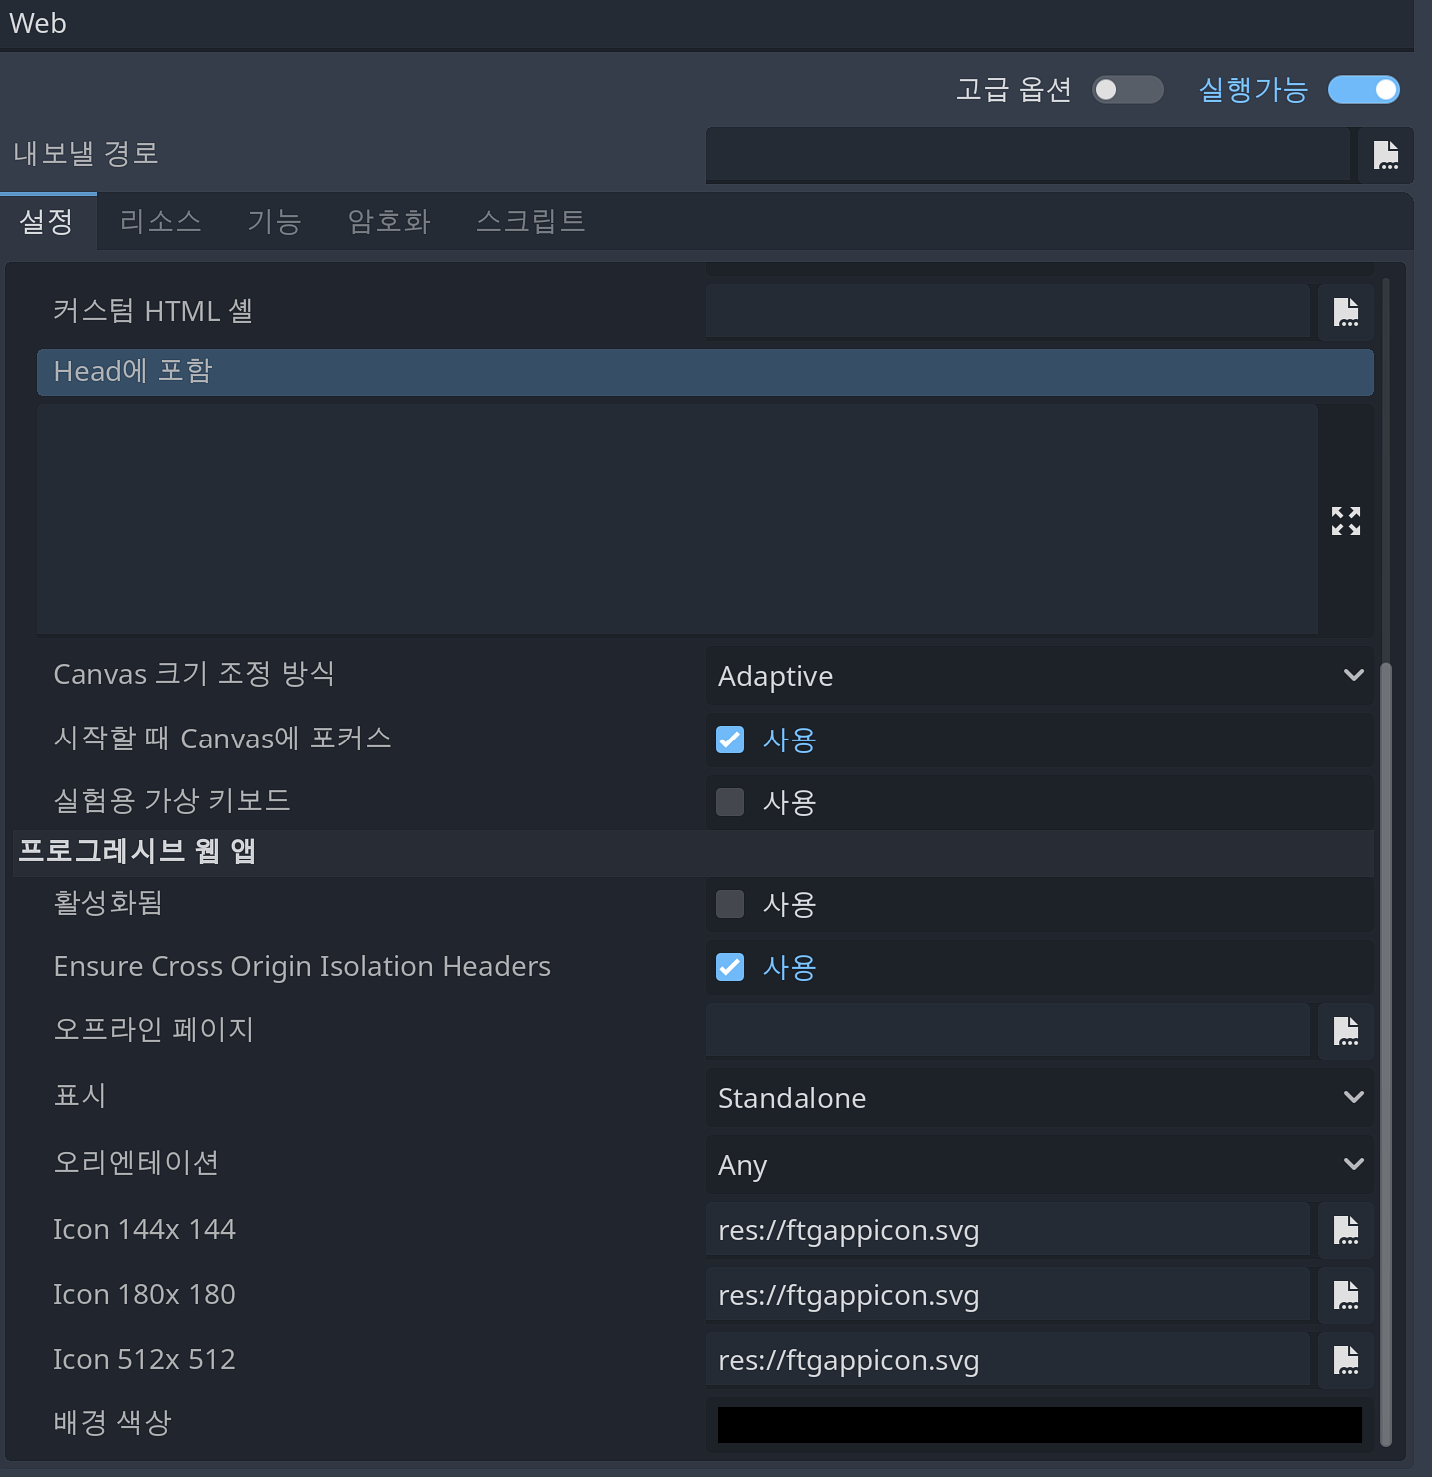 Web
고급 옵션 실행가능
내보낼 경로
설정 리소스 기능 암호화 스크립트
커스텀 HTML 셸
Head에 포함
Canvas 크기 조정 방식 Adaptive
시작할 때 Canvas에 포커스 사용
실험용 가상 키보드 사용
프로그레시브 웹 앱
활성화됨 사용
Ensure Cross Origin Isolation Headers 사용
오프라인 페이지
표시 Standalone
오리엔테이션 Any
Icon 144x 144 res://ftgappicon.svg
Icon 180x 180 res://ftgappicon.svg
Icon 512x 512 res://ftgappicon.svg
배경 색상